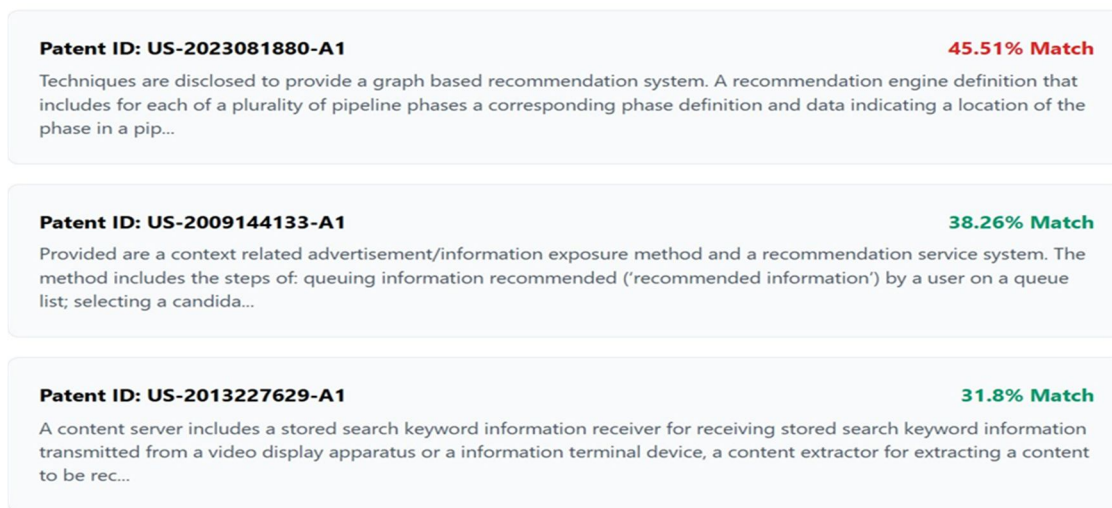 Patent ID: US-2023081880-A1
45.51% Match
Techniques are disclosed to provide a graph based recommendation system. A recommendation engine definition that
includes for each of a plurality of pipeline phases a corresponding phase definition and data indicating a location of the
phase in a pip...
Patent ID: US-2009144133-A1
38.26% Match
Provided are a context related advertisement/information exposure method and a recommendation service system. The
method includes the steps of: queuing information recommended (‘recommended information’) by a user on a queue
list; selecting a candida...
Patent ID: US-2013227629-A1
31.8% Match
A content server includes a stored search keyword information receiver for receiving stored search keyword information
transmitted from a video display apparatus or a information terminal device, a content extractor for extracting a content
to be rec...